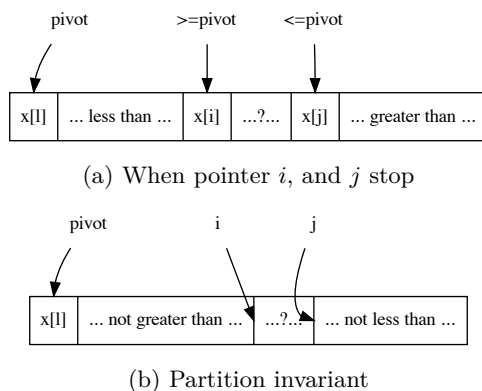 pivot >=pivot <=pivot
x[l] ... less than ... x[i] ...?... x[j] ... greater than ...
(a) When pointer i, and j stop
pivot i j
x[l] ... not greater than ... ...?... ... not less than ...
(b) Partition invariant